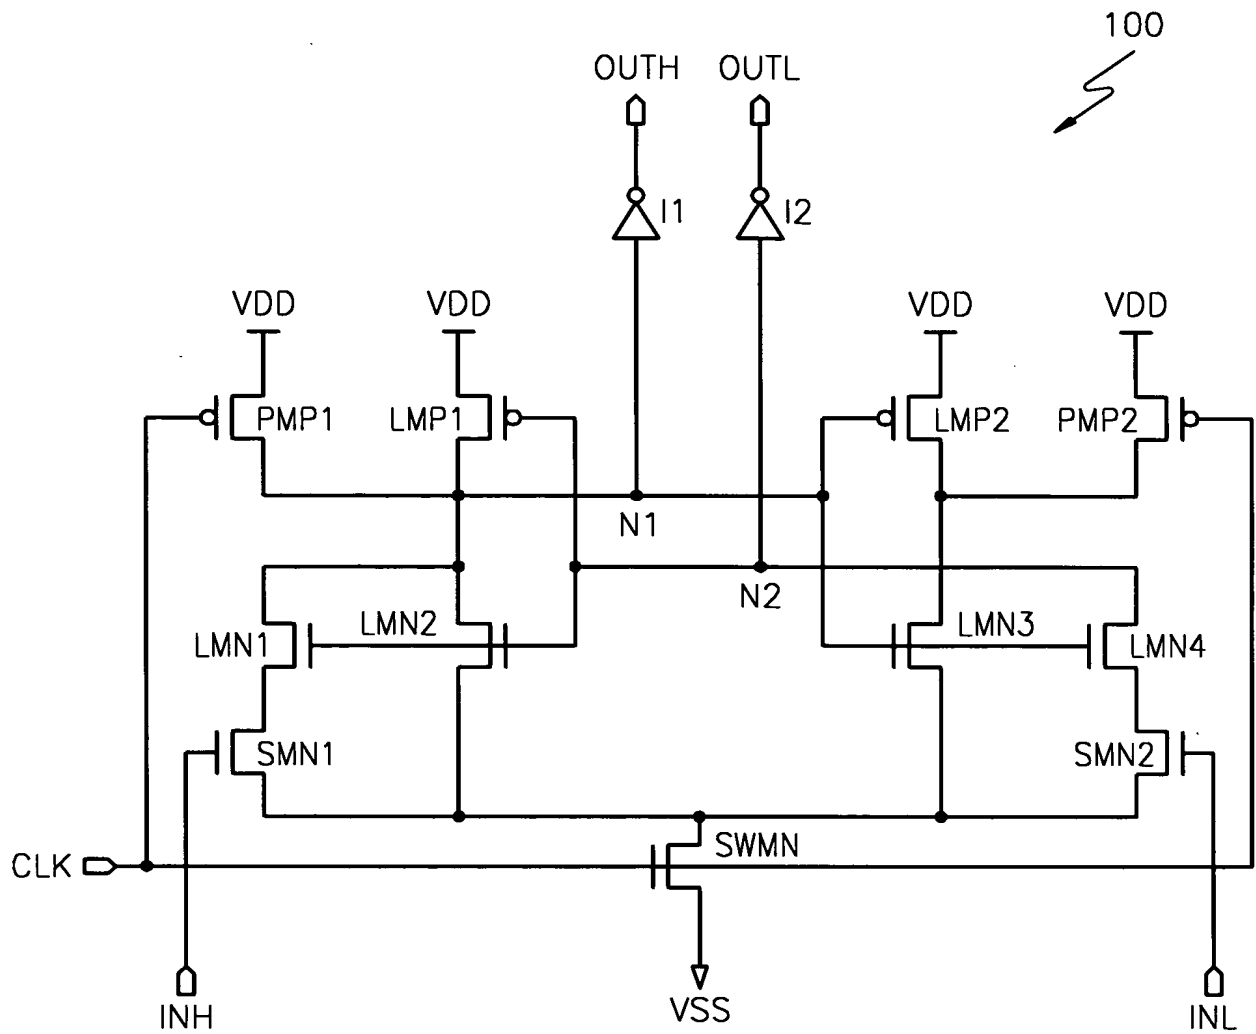 100
OUTH OUTL
I1 I2
VDD VDD VDD VDD
PMP1 LMP1 LMP2 PMP2
N1
N2
LMN1 LMN2 LMN3 LMN4
SMN1 SMN2
SWMN
CLK
INH VSS INL